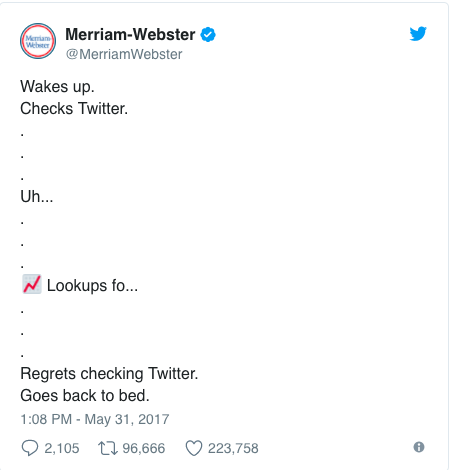 Merriam-Webster
@MerriamWebster
Wakes up.
Checks Twitter.
.
.
.
Uh...
.
.
.
📈 Lookups fo...
.
.
.
Regrets checking Twitter.
Goes back to bed.
1:08 PM - May 31, 2017
2,105 96,666 223,758